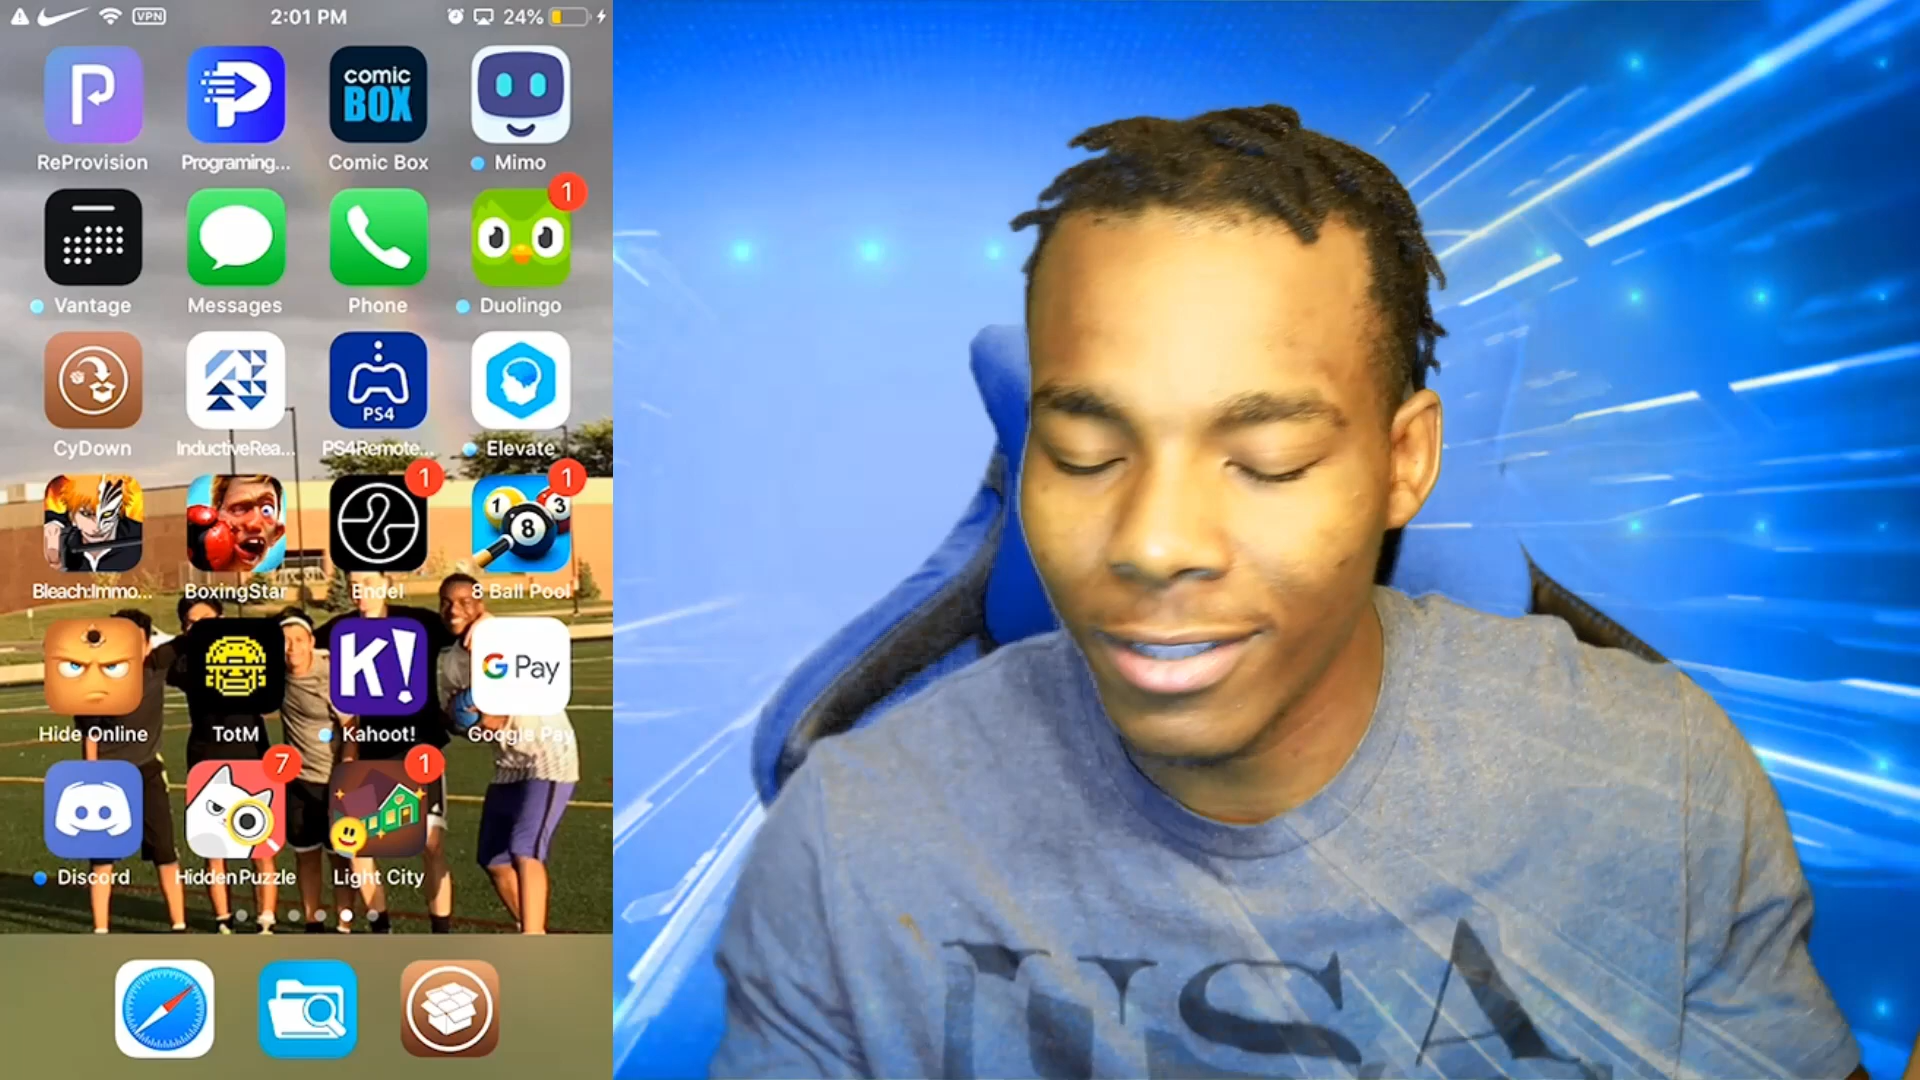 VPN 2:01 PM 24%
comic
BOX
ReProvision Programing... Comic Box Mimo
1
Vantage Messages Phone Duolingo
PS4
CyDown InductiveRea... PS4Remote... Elevate
1 1
1 3
8
Bleach:Immo... BoxingStar Endel 8 Ball Pool
K! G Pay
Hide Online TotM Kahoot! Google Pay
7 1
Discord HiddenPuzzle Light City
USA